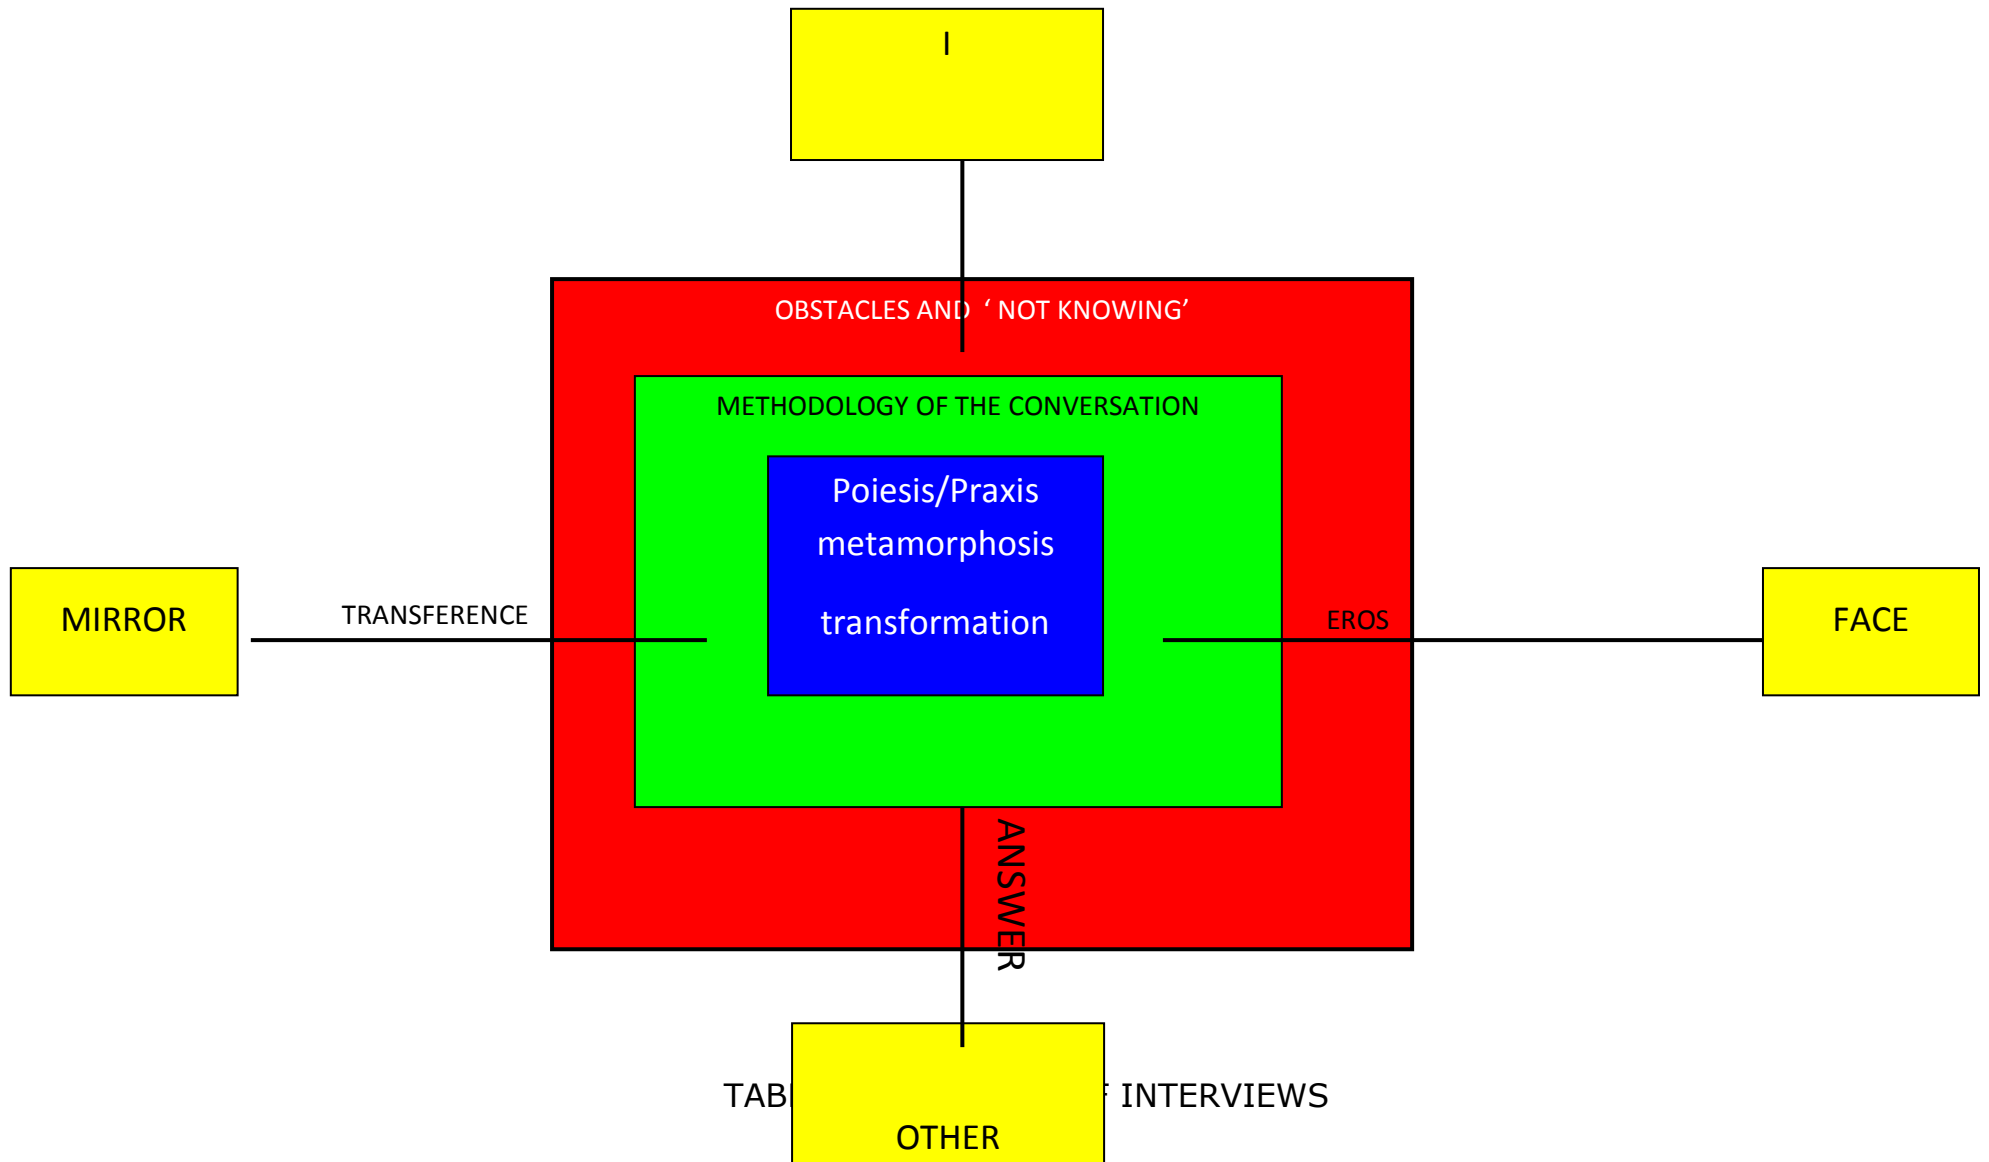 I
OBSTACLES AND ‘ NOT KNOWING’
METHODOLOGY OF THE CONVERSATION
Poiesis/Praxis
metamorphosis
transformation
MIRROR
TRANSFERENCE
EROS
FACE
ANSWER
INTERVIEWS
OTHER